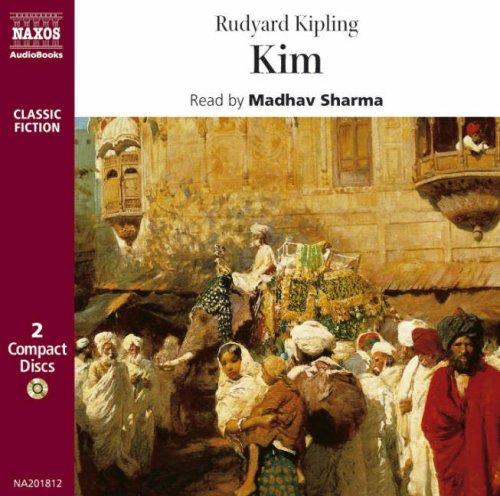 NAXOS
AudioBooks
CLASSIC
FICTION
2
Compact
Discs
NA201812
Rudyard Kipling
Kim
Read by Madhav Sharma